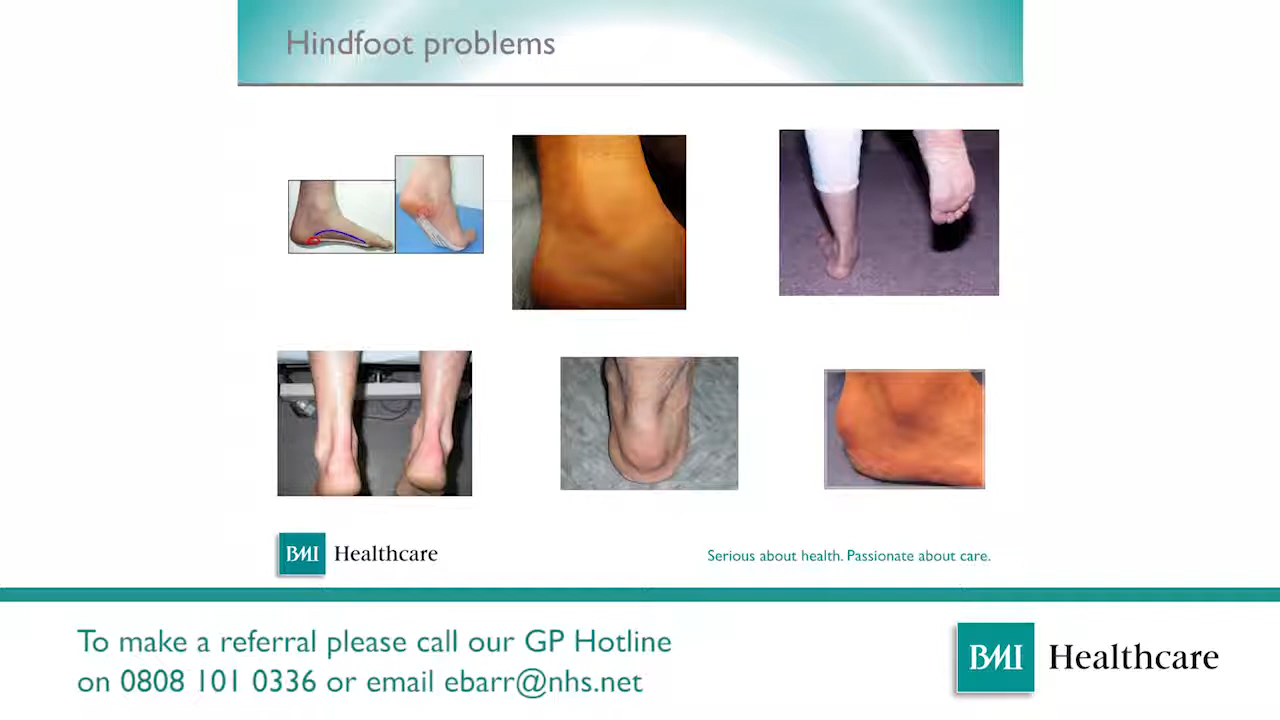 Hindfoot problems
BMI Healthcare
Serious about health. Passionate about care.
To make a referral please call our GP Hotline
on 0808 101 0336 or email ebarr@nhs.net
BMI Healthcare